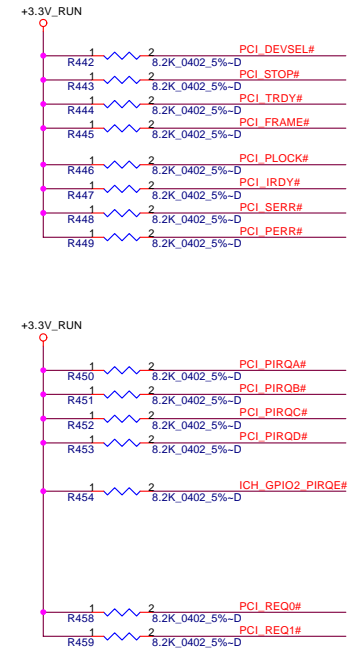 +3.3V_RUN
1 2 PCI_DEVSEL#
R442 8.2K_0402_5%~D
1 2 PCI_STOP#
R443 8.2K_0402_5%~D
1 2 PCI_TRDY#
R444 8.2K_0402_5%~D
1 2 PCI_FRAME#
R445 8.2K_0402_5%~D
1 2 PCI_PLOCK#
R446 8.2K_0402_5%~D
1 2 PCI_IRDY#
R447 8.2K_0402_5%~D
1 2 PCI_SERR#
R448 8.2K_0402_5%~D
1 2 PCI_PERR#
R449 8.2K_0402_5%~D
+3.3V_RUN
1 2 PCI_PIRQA#
R450 8.2K_0402_5%~D
1 2 PCI_PIRQB#
R451 8.2K_0402_5%~D
1 2 PCI_PIRQC#
R452 8.2K_0402_5%~D
1 2 PCI_PIRQD#
R453 8.2K_0402_5%~D
1 2 ICH_GPIO2_PIRQE#
R454 8.2K_0402_5%~D
1 2 PCI_REQ0#
R458 8.2K_0402_5%~D
1 2 PCI_REQ1#
R459 8.2K_0402_5%~D